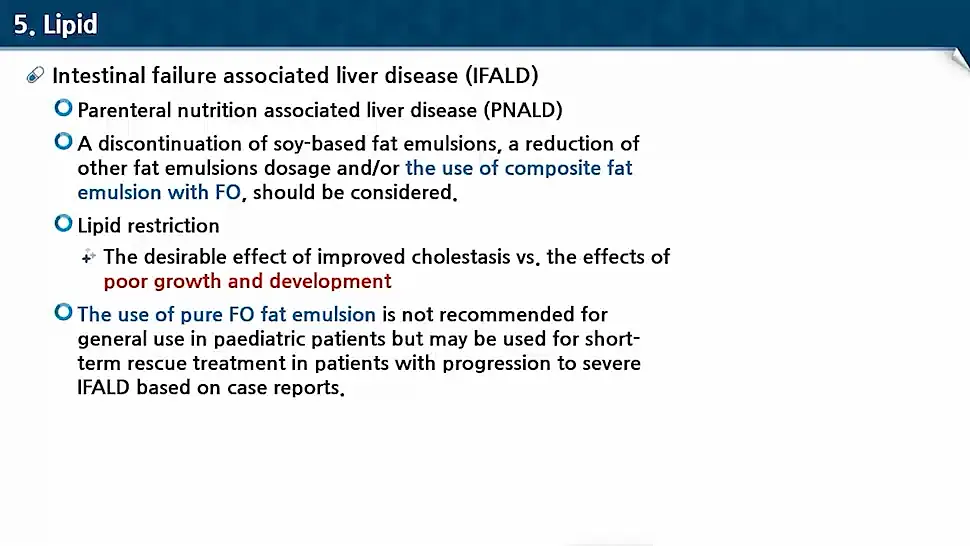 5. Lipid
Intestinal failure associated liver disease (IFALD)
Parenteral nutrition associated liver disease (PNALD)
A discontinuation of soy-based fat emulsions, a reduction of
other fat emulsions dosage and/or the use of composite fat
emulsion with FO, should be considered.
Lipid restriction
The desirable effect of improved cholestasis vs. the effects of
poor growth and development
The use of pure FO fat emulsion is not recommended for
general use in paediatric patients but may be used for short-
term rescue treatment in patients with progression to severe
IFALD based on case reports.